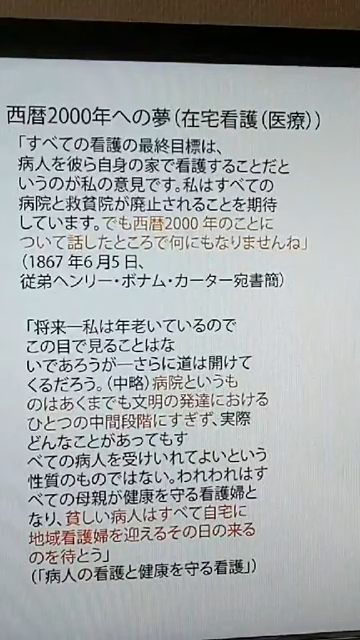 西暦2000年への夢（在宅看護（医療））
「すべての看護の最終目標は、
病人を彼ら自身の家で看護することだと
いうのが私の意見です。私はすべての
病院と救貧院が廃止されることを期待
しています。でも西暦2000 年のことに
ついて話したところで何にもなりませんね」
（1867 年6月5日、
従弟ヘンリー・ボナム・カーター宛書簡）
「将来―私は年老いているので
この目で見ることはな
いであろうが―さらに道は開けて
くるだろう。（中略）病院というも
のはあくまでも文明の発達における
ひとつの中間段階にすぎず、実際
どんなことがあってもす
べての病人を受けいれてよいという
性質のものではない。われわれはす
べての母親が健康を守る看護婦と
なり、貧しい病人はすべて自宅に
地域看護婦を迎えるその日の来る
のを待とう」
（「病人の看護と健康を守る看護」）